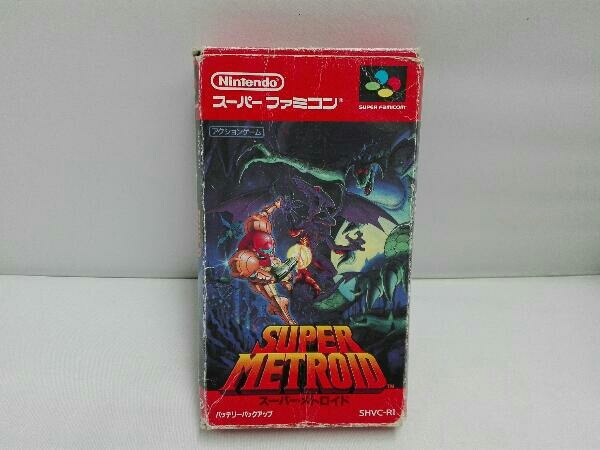 Nintendo®
スーパーファミコン®
SUPER FAMICOM
アクションゲーム
SUPER
METROID™
スーパーメトロイド
バッテリーバックアップ
SHVC-RI